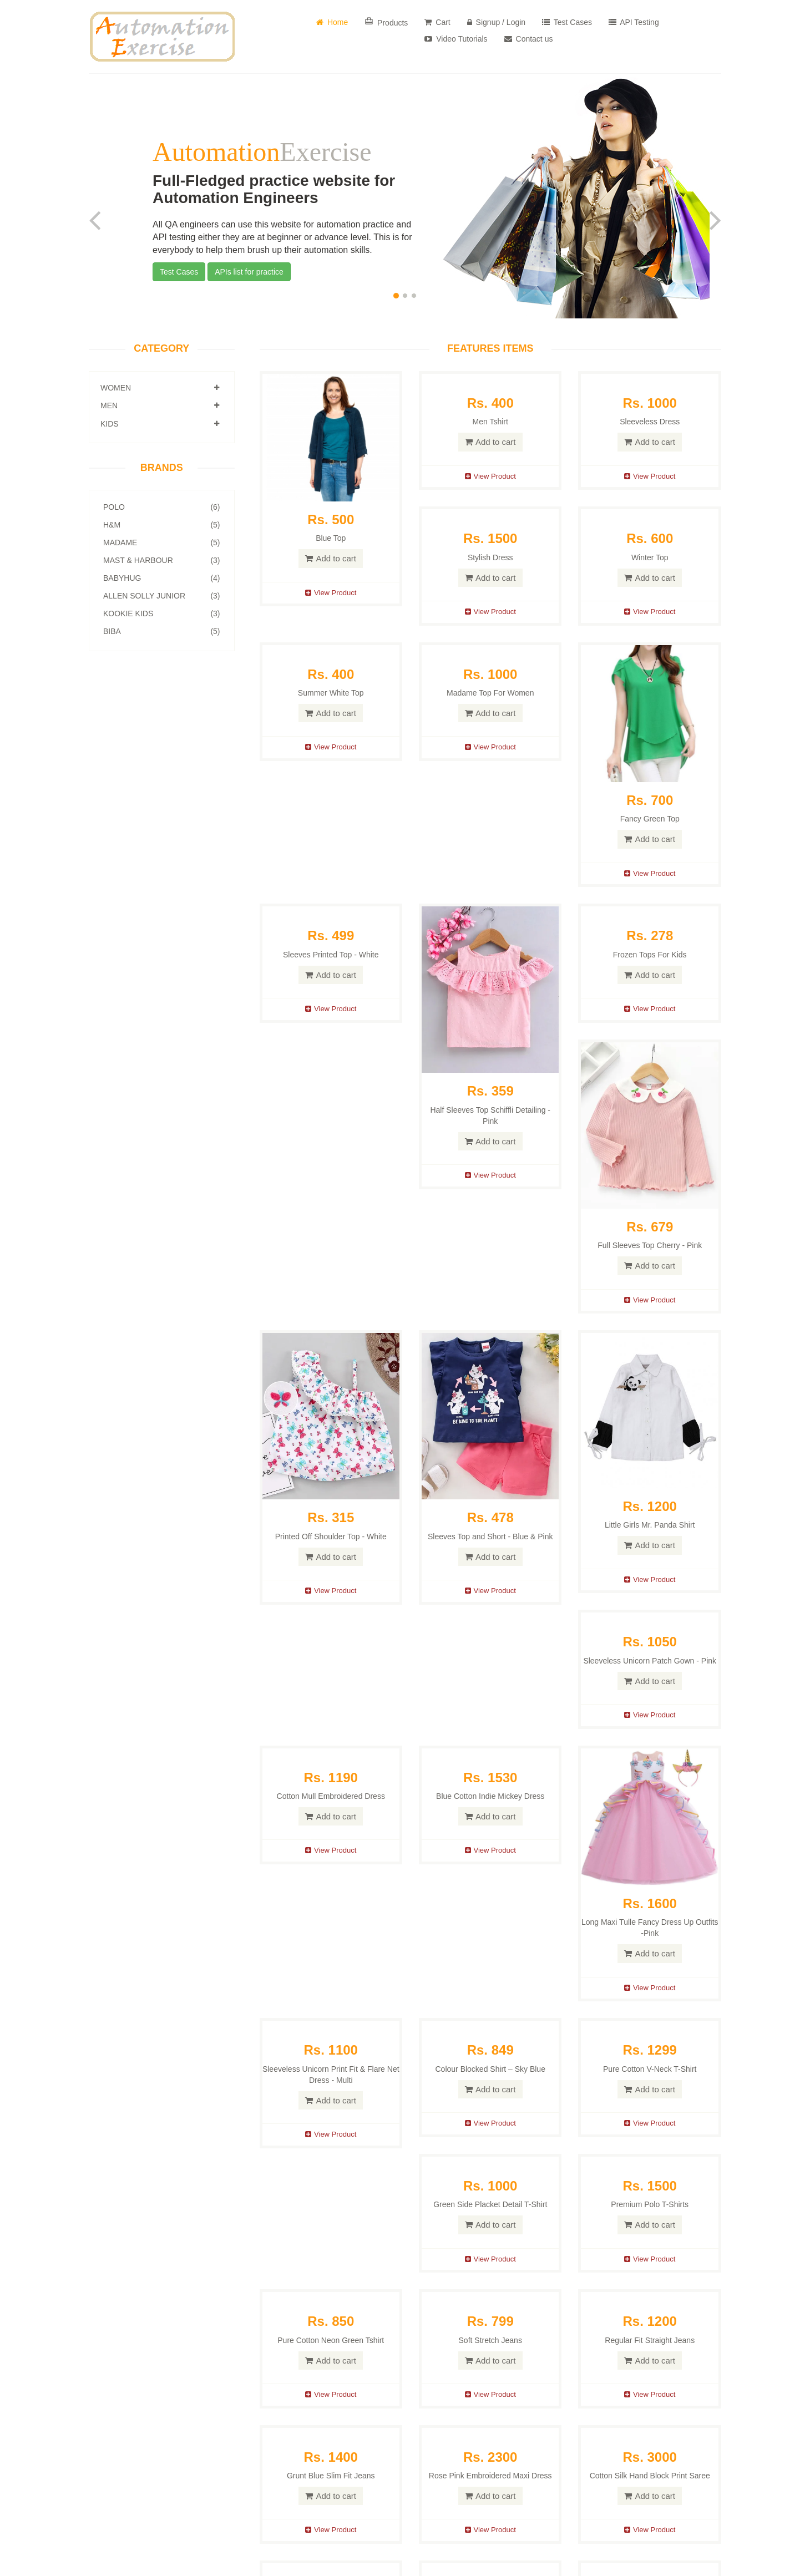 Automation
Exercise
Home
Products
Cart
Signup / Login
Test Cases
API Testing
Video Tutorials
Contact us
AutomationExercise
Full-Fledged practice website for
Automation Engineers
All QA engineers can use this website for automation practice and
API testing either they are at beginner or advance level. This is for
everybody to help them brush up their automation skills.
Test Cases
APIs list for practice
CATEGORY
WOMEN
MEN
KIDS
BRANDS
POLO (6)
H&M (5)
MADAME (5)
MAST & HARBOUR (3)
BABYHUG (4)
ALLEN SOLLY JUNIOR (3)
KOOKIE KIDS (3)
BIBA (5)
FEATURES ITEMS
Rs. 500
Blue Top
Add to cart
View Product
Rs. 400
Men Tshirt
Add to cart
View Product
Rs. 1000
Sleeveless Dress
Add to cart
View Product
Rs. 1500
Stylish Dress
Add to cart
View Product
Rs. 600
Winter Top
Add to cart
View Product
Rs. 400
Summer White Top
Add to cart
View Product
Rs. 1000
Madame Top For Women
Add to cart
View Product
Rs. 700
Fancy Green Top
Add to cart
View Product
Rs. 499
Sleeves Printed Top - White
Add to cart
View Product
Rs. 359
Half Sleeves Top Schiffli Detailing -
Pink
Add to cart
View Product
Rs. 278
Frozen Tops For Kids
Add to cart
View Product
Rs. 679
Full Sleeves Top Cherry - Pink
Add to cart
View Product
Rs. 315
Printed Off Shoulder Top - White
Add to cart
View Product
BE KIND TO THE PLANET
Rs. 478
Sleeves Top and Short - Blue & Pink
Add to cart
View Product
Rs. 1200
Little Girls Mr. Panda Shirt
Add to cart
View Product
Rs. 1050
Sleeveless Unicorn Patch Gown - Pink
Add to cart
View Product
Rs. 1190
Cotton Mull Embroidered Dress
Add to cart
View Product
Rs. 1530
Blue Cotton Indie Mickey Dress
Add to cart
View Product
Rs. 1600
Long Maxi Tulle Fancy Dress Up Outfits
-Pink
Add to cart
View Product
Rs. 1100
Sleeveless Unicorn Print Fit & Flare Net
Dress - Multi
Add to cart
View Product
Rs. 849
Colour Blocked Shirt – Sky Blue
Add to cart
View Product
Rs. 1299
Pure Cotton V-Neck T-Shirt
Add to cart
View Product
Rs. 1000
Green Side Placket Detail T-Shirt
Add to cart
View Product
Rs. 1500
Premium Polo T-Shirts
Add to cart
View Product
Rs. 850
Pure Cotton Neon Green Tshirt
Add to cart
View Product
Rs. 799
Soft Stretch Jeans
Add to cart
View Product
Rs. 1200
Regular Fit Straight Jeans
Add to cart
View Product
Rs. 1400
Grunt Blue Slim Fit Jeans
Add to cart
View Product
Rs. 2300
Rose Pink Embroidered Maxi Dress
Add to cart
View Product
Rs. 3000
Cotton Silk Hand Block Print Saree
Add to cart
View Product